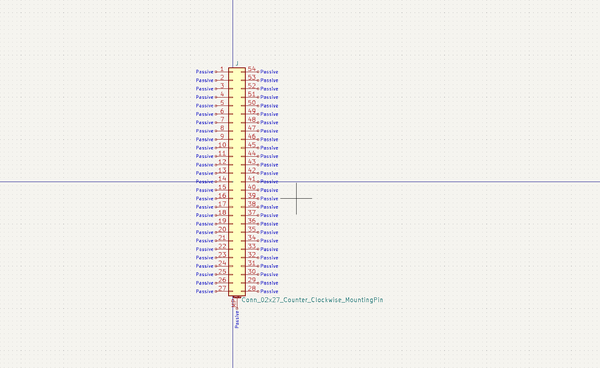 J
Passive 1 54 Passive
Passive 2 53 Passive
Passive 3 52 Passive
Passive 4 51 Passive
Passive 5 50 Passive
Passive 6 49 Passive
Passive 7 48 Passive
Passive 8 47 Passive
Passive 9 46 Passive
Passive 10 45 Passive
Passive 11 44 Passive
Passive 12 43 Passive
Passive 13 42 Passive
Passive 14 41 Passive
Passive 15 40 Passive
Passive 16 39 Passive
Passive 17 38 Passive
Passive 18 37 Passive
Passive 19 36 Passive
Passive 20 35 Passive
Passive 21 34 Passive
Passive 22 33 Passive
Passive 23 32 Passive
Passive 24 31 Passive
Passive 25 30 Passive
Passive 26 29 Passive
Passive 27 28 Passive
Conn_02x27_Counter_Clockwise_MountingPin
Passive